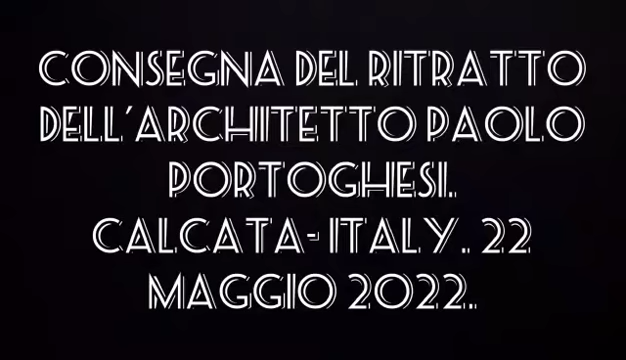 CONSEGNA DEL RITRATTO
DELL'ARCHITETTO PAOLO
PORTOGHESI.
CALCATA- ITALY. 22
MAGGIO 2022.